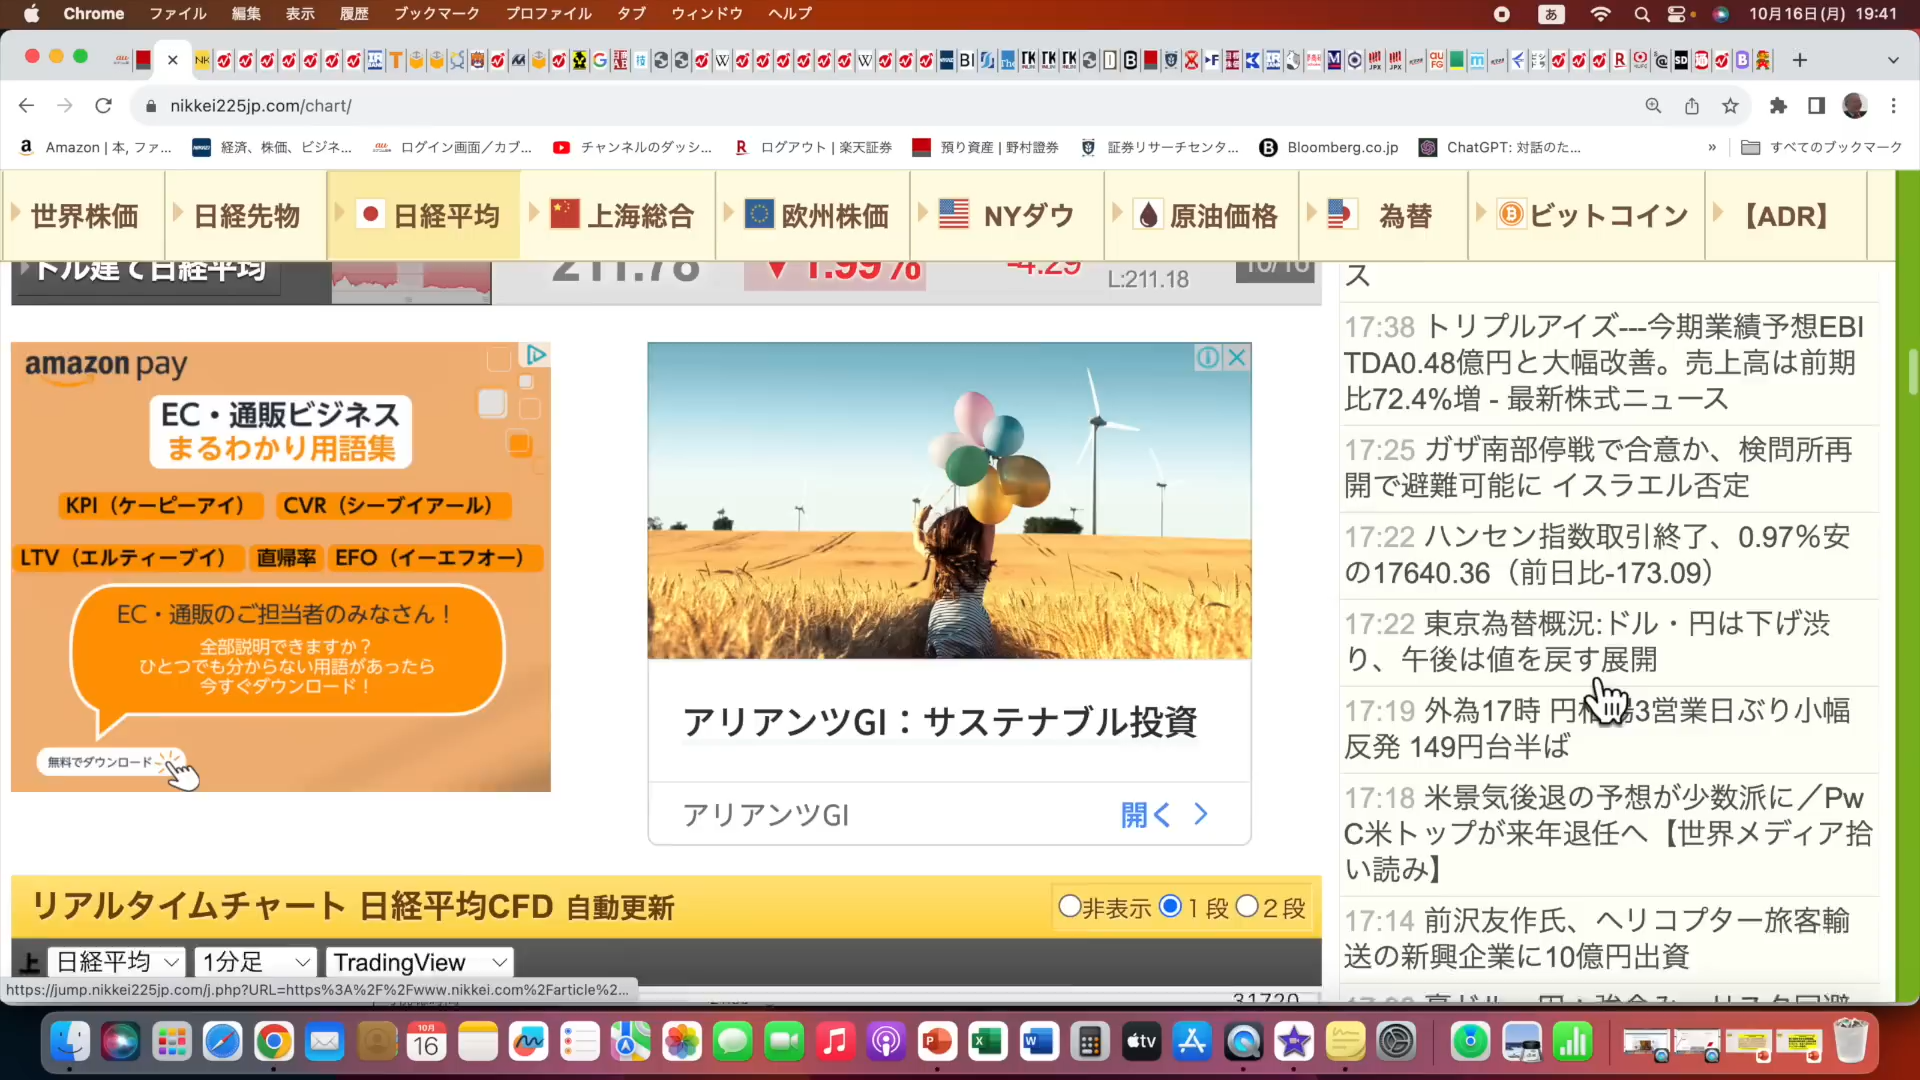 Chrome ファイル 編集 表示 履歴 ブックマーク プロファイル タブ ウィンドウ ヘルプ あ 10月16日(月) 19:41
nikkei225jp.com/chart/
Amazon | 本, ファ... 経済、株価、ビジネ... ログイン画面／カブ... チャンネルのダッシ... ログアウト | 楽天証券 預り資産 | 野村證券 証券リサーチセンタ... Bloomberg.co.jp ChatGPT: 対話のた... » すべてのブックマーク
世界株価 日経先物 日経平均 上海総合 欧州株価 NYダウ 原油価格 為替 ビットコイン 【ADR】
ドル建て日経平均 211.78 ▼1.99% -4.29 L:211.18 10/16
amazon pay
EC・通販ビジネス
まるわかり用語集
KPI（ケーピーアイ） CVR（シーブイアール）
LTV（エルティーブイ） 直帰率 EFO（イーエフオー）
EC・通販のご担当者のみなさん！
全部説明できますか？
ひとつでも分からない用語があったら
今すぐダウンロード！
無料でダウンロード
アリアンツGI：サステナブル投資
アリアンツGI 開く
リアルタイムチャート 日経平均CFD 自動更新 非表示 1段 2段
上 日経平均 1分足 TradingView
https://jump.nikkei225jp.com/j.php?URL=https%3A%2F%2Fwww.nikkei.com%2Farticle%2...
31720
ス
17:38 トリプルアイズ---今期業績予想EBI
TDA0.48億円と大幅改善。売上高は前期
比72.4%増 - 最新株式ニュース
17:25 ガザ南部停戦で合意か、検問所再
開で避難可能に イスラエル否定
17:22 ハンセン指数取引終了、0.97％安
の17640.36（前日比-173.09）
17:22 東京為替概況:ドル・円は下げ渋
り、午後は値を戻す展開
17:19 外為17時 円相場3営業日ぶり小幅
反発 149円台半ば
17:18 米景気後退の予想が少数派に／Pw
C米トップが来年退任へ【世界メディア拾
い読み】
17:14 前沢友作氏、ヘリコプター旅客輸
送の新興企業に10億円出資
10月
16
tv